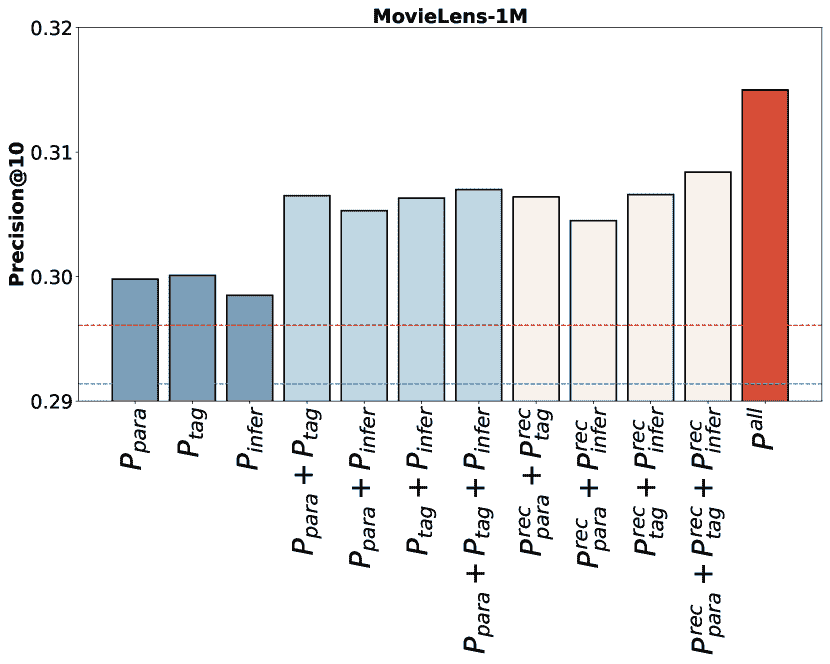 MovieLens-1M
Precision@10
0.32
0.31
0.30
0.29
P_para
P_tag
P_infer
P_para + P_tag
P_para + P_infer
P_tag + P_infer
P_para + P_tag + P_infer
P^rec_para + P^rec_tag
P^rec_para + P^rec_infer
P^rec_tag + P^rec_infer
P^rec_para + P^rec_tag + P^rec_infer
P^all